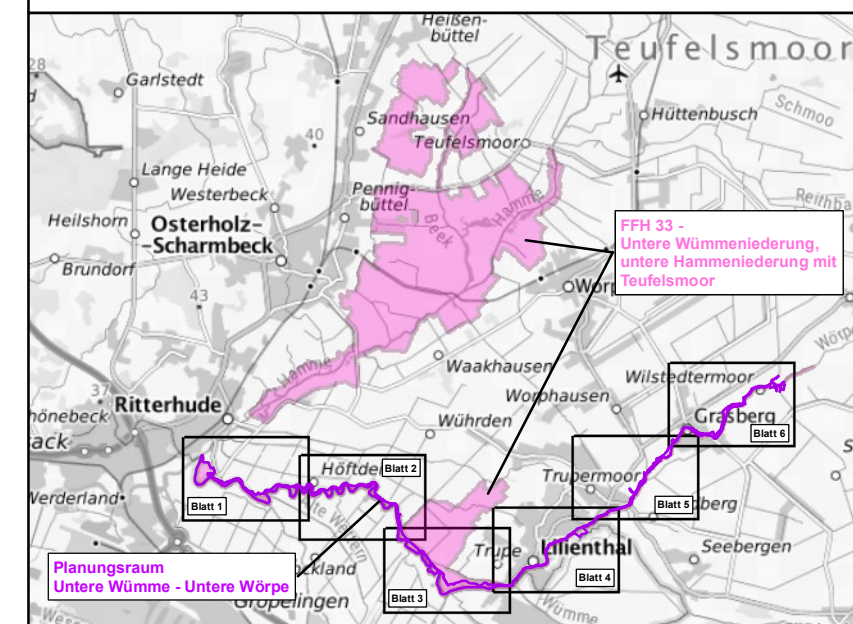 Heißen-
büttel
Teufelsmoor
28
Garlstedt
Schmoo
Hüttenbusch
Sandhausen
40
Teufelsmoor
Lange Heide
Westerbeck
Pennig-
büttel
Hamme
Reithba
Heilshorn
Osterholz-
-Scharmbeck
Beek
FFH 33 -
Untere Wümmeniederung,
untere Hammeniederung mit
Teufelsmoor
Brundorf
Worp
43
Wörpe
Waakhausen
Hamme
Wilstedtermoor
37
Ritterhude
Worphausen
hönebeck
Wührden
Grasberg
Blatt 6
Blatt 2
Höftde
Trupermoor
Werderland
Blatt 1
Blatt 5
dberg
Lilienthal
Trupe
Seebergen
Planungsraum
Untere Wümme - Untere Wörpe
ckland
Blatt 4
Blatt 3
Gröpelingen
Wümme